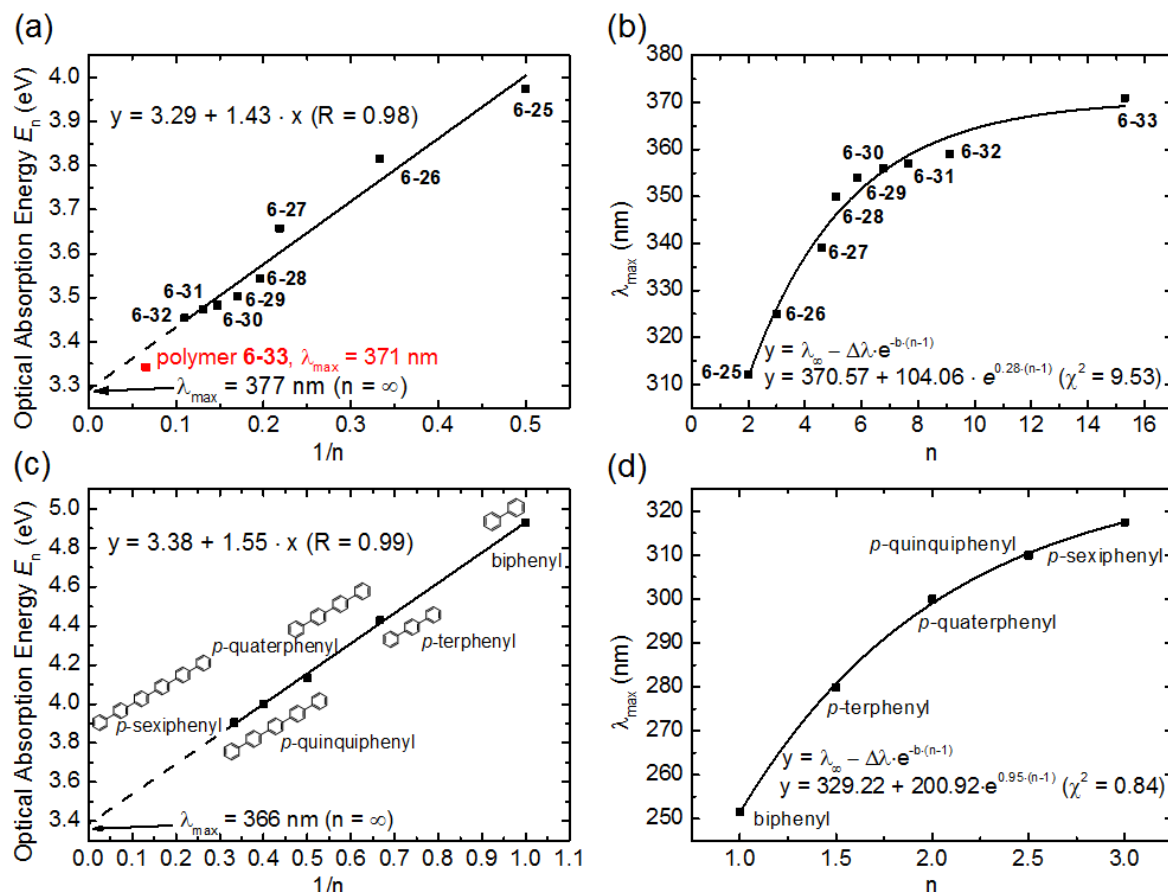 (a)
Optical Absorption Energy Eₙ (eV)
4.0
3.9
3.8
3.7
3.6
3.5
3.4
3.3
y = 3.29 + 1.43 · x (R = 0.98)
6-25
6-26
6-27
6-28
6-29
6-30
6-31
6-32
polymer 6-33, λmax = 371 nm
λmax = 377 nm (n = ∞)
0.0 0.1 0.2 0.3 0.4 0.5
1/n
(b)
λmax (nm)
380
370
360
350
340
330
320
310
6-33
6-32
6-30
6-31
6-29
6-28
6-27
6-26
6-25
y = λ∞ – Δλ·e^-b·(n-1)
y = 370.57 + 104.06 · e^0.28·(n-1) (χ² = 9.53)
0 2 4 6 8 10 12 14 16
n
(c)
Optical Absorption Energy Eₙ (eV)
5.0
4.8
4.6
4.4
4.2
4.0
3.8
3.6
3.4
y = 3.38 + 1.55 · x (R = 0.99)
biphenyl
p-quaterphenyl
p-terphenyl
p-sexiphenyl
p-quinquiphenyl
λmax = 366 nm (n = ∞)
0.0 0.1 0.2 0.3 0.4 0.5 0.6 0.7 0.8 0.9 1.0 1.1
1/n
(d)
λmax (nm)
320
310
300
290
280
270
260
250
p-quinquiphenyl
p-sexiphenyl
p-quaterphenyl
p-terphenyl
y = λ∞ – Δλ·e^-b·(n-1)
y = 329.22 + 200.92·e^0.95·(n-1) (χ² = 0.84)
biphenyl
1.0 1.5 2.0 2.5 3.0
n